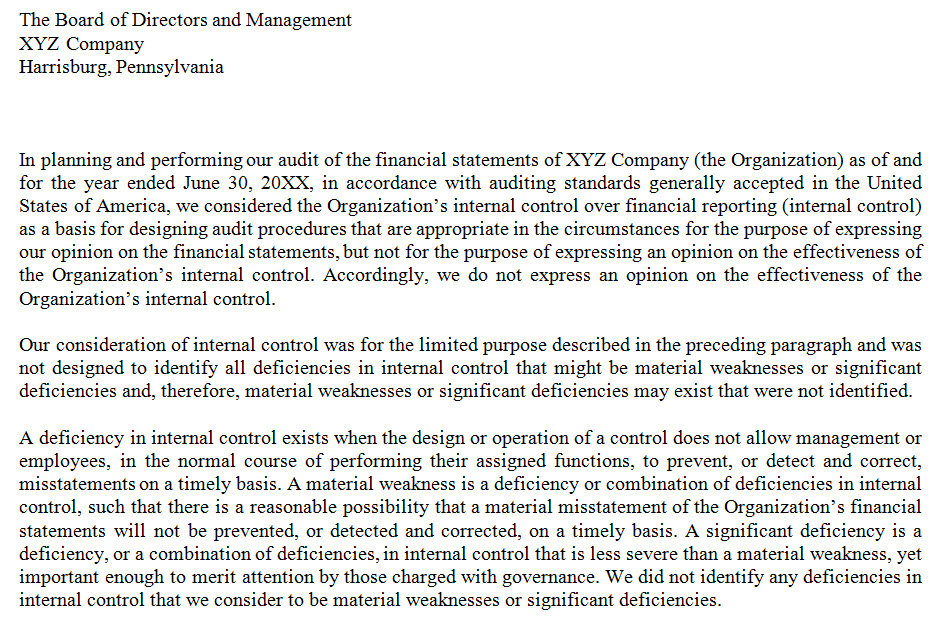 The Board of Directors and Management
XYZ Company
Harrisburg, Pennsylvania
In planning and performing our audit of the financial statements of XYZ Company (the Organization) as of and
for the year ended June 30, 20XX, in accordance with auditing standards generally accepted in the United
States of America, we considered the Organization’s internal control over financial reporting (internal control)
as a basis for designing audit procedures that are appropriate in the circumstances for the purpose of expressing
our opinion on the financial statements, but not for the purpose of expressing an opinion on the effectiveness of
the Organization’s internal control. Accordingly, we do not express an opinion on the effectiveness of the
Organization’s internal control.
Our consideration of internal control was for the limited purpose described in the preceding paragraph and was
not designed to identify all deficiencies in internal control that might be material weaknesses or significant
deficiencies and, therefore, material weaknesses or significant deficiencies may exist that were not identified.
A deficiency in internal control exists when the design or operation of a control does not allow management or
employees, in the normal course of performing their assigned functions, to prevent, or detect and correct,
misstatements on a timely basis. A material weakness is a deficiency or combination of deficiencies in internal
control, such that there is a reasonable possibility that a material misstatement of the Organization’s financial
statements will not be prevented, or detected and corrected, on a timely basis. A significant deficiency is a
deficiency, or a combination of deficiencies, in internal control that is less severe than a material weakness, yet
important enough to merit attention by those charged with governance. We did not identify any deficiencies in
internal control that we consider to be material weaknesses or significant deficiencies.